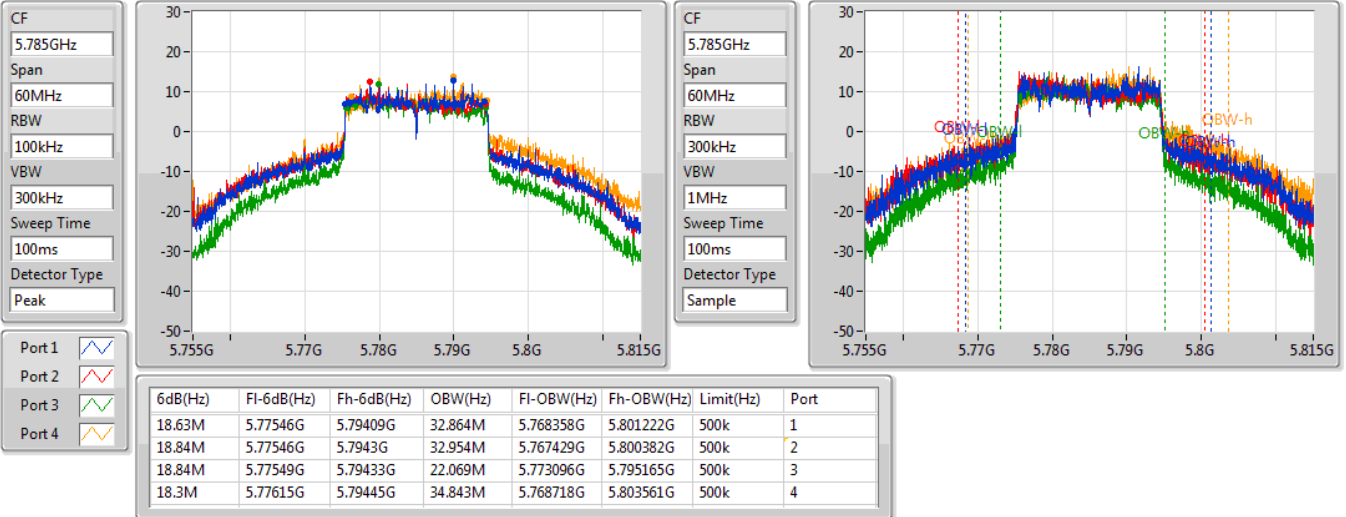 CF
5.785GHz
Span
60MHz
RBW
100kHz
VBW
300kHz
Sweep Time
100ms
Detector Type
Peak
30
20
10
0
-10
-20
-30
-40
-50
5.755G 5.77G 5.78G 5.79G 5.8G 5.815G
CF
5.785GHz
Span
60MHz
RBW
300kHz
VBW
1MHz
Sweep Time
100ms
Detector Type
Sample
30
20
10
0
-10
-20
-30
-40
-50
OBW-h
5.755G 5.77G 5.78G 5.79G 5.8G 5.815G
Port 1
Port 2
Port 3
Port 4
6dB(Hz) Fl-6dB(Hz) Fh-6dB(Hz) OBW(Hz) Fl-OBW(Hz) Fh-OBW(Hz) Limit(Hz) Port
18.63M 5.77546G 5.79409G 32.864M 5.768358G 5.801222G 500k 1
18.84M 5.77546G 5.7943G 32.954M 5.767429G 5.800382G 500k 2
18.84M 5.77549G 5.79433G 22.069M 5.773096G 5.795165G 500k 3
18.3M 5.77615G 5.79445G 34.843M 5.768718G 5.803561G 500k 4